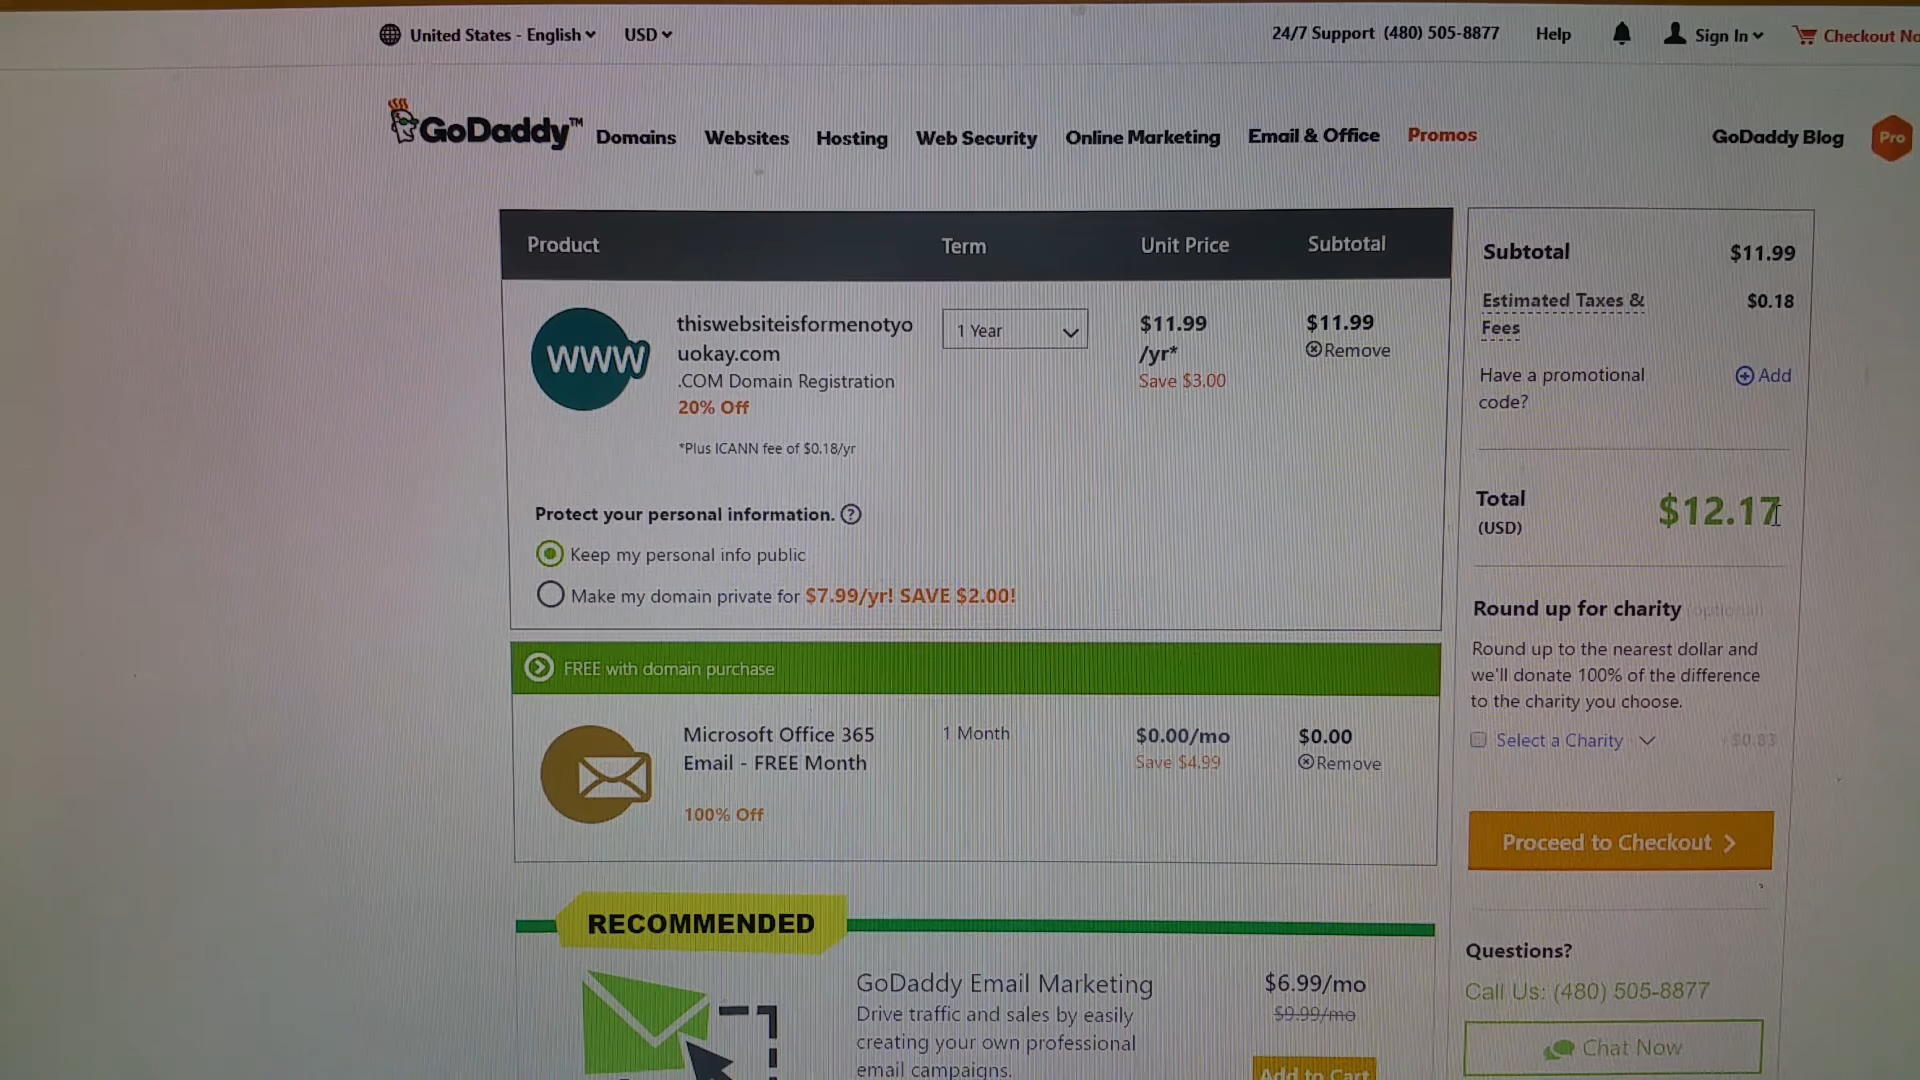 United States - English USD 24/7 Support (480) 505-8877 Help Sign In Checkout No
GoDaddy™ Domains Websites Hosting Web Security Online Marketing Email & Office Promos GoDaddy Blog Pro
Product Term Unit Price Subtotal
thiswebsiteisformenotyo 1 Year $11.99 $11.99
uokay.com /yr* Remove
.COM Domain Registration Save $3.00
20% Off
*Plus ICANN fee of $0.18/yr
WWW
Protect your personal information. ?
Keep my personal info public
Make my domain private for $7.99/yr! SAVE $2.00!
FREE with domain purchase
Microsoft Office 365 1 Month $0.00/mo $0.00
Email - FREE Month Save $4.99 Remove
100% Off
RECOMMENDED
GoDaddy Email Marketing $6.99/mo
Drive traffic and sales by easily $9.99/mo
creating your own professional
email campaigns. Add to Cart
Subtotal $11.99
Estimated Taxes & $0.18
Fees
Have a promotional Add
code?
Total $12.17
(USD)
Round up for charity (optional)
Round up to the nearest dollar and
we'll donate 100% of the difference
to the charity you choose.
Select a Charity $0.83
Proceed to Checkout
Questions?
Call Us: (480) 505-8877
Chat Now